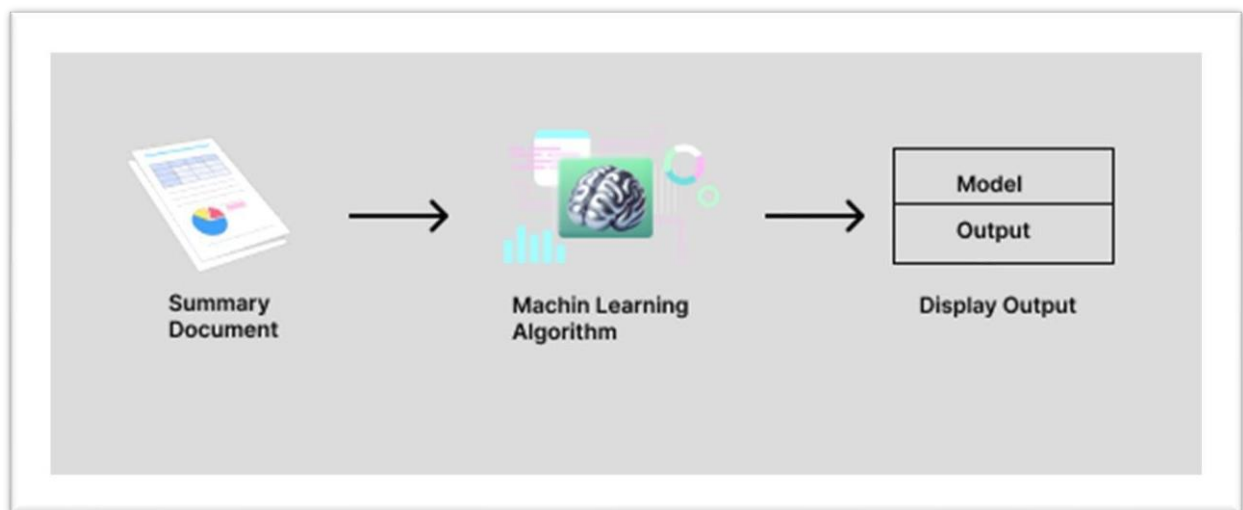 Summary
Document
Machin Learning
Algorithm
Model
Output
Display Output